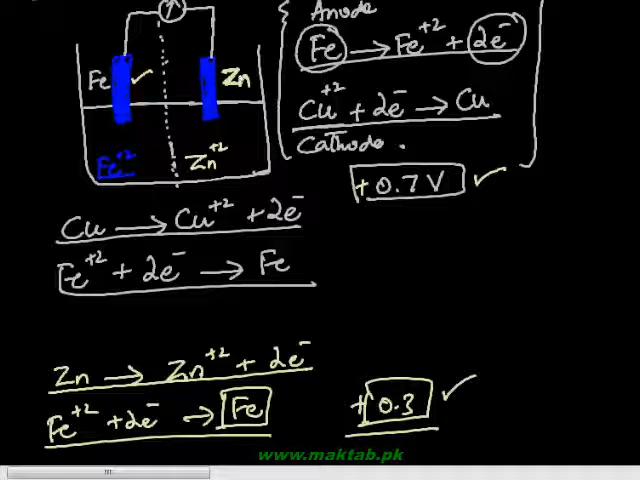 Anode
Fe → Fe⁺² + 2e⁻
Cu⁺² + 2e⁻ → Cu
Cathode.
+ 0.7 V
Fe
Zn
Fe⁺²
Zn⁺²
Cu → Cu⁺² + 2e⁻
Fe⁺² + 2e⁻ → Fe
Zn → Zn⁺² + 2e⁻
Fe⁺² + 2e⁻ → Fe
+ 0.3
www.maktab.pk